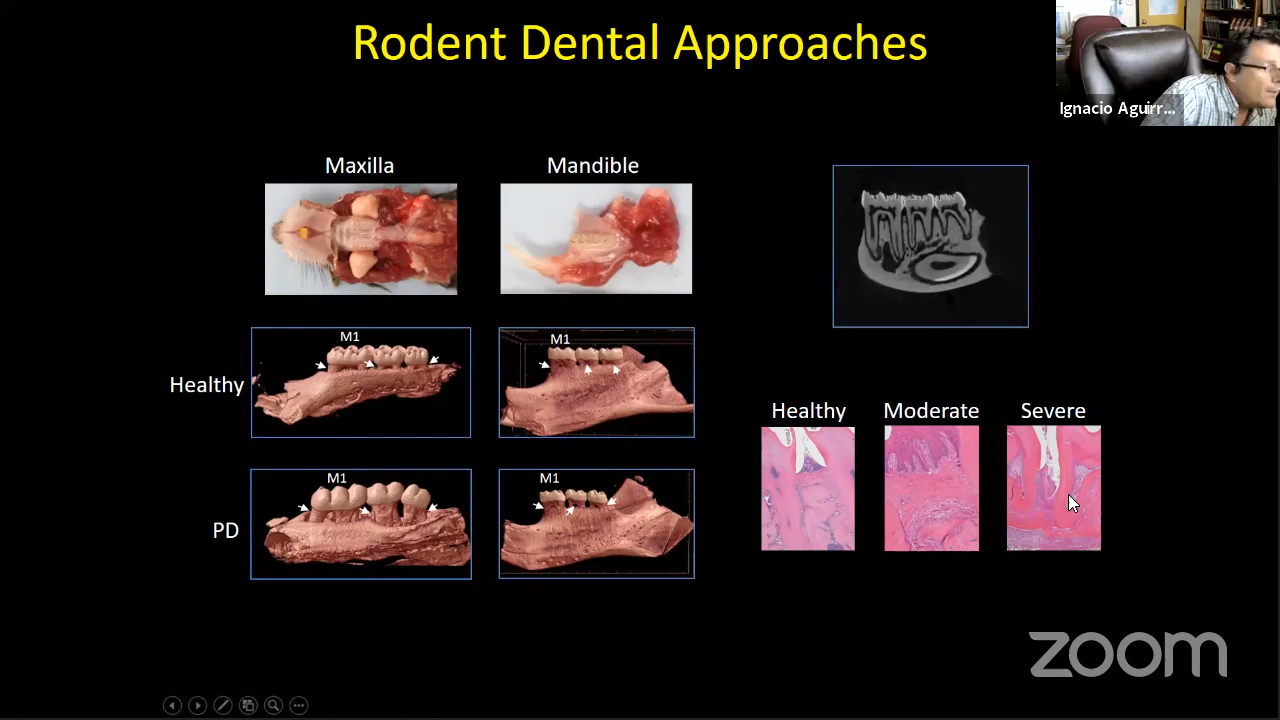 Rodent Dental Approaches
Ignacio Aguirr...
Maxilla
Mandible
M1
M1
Healthy
M1
M1
PD
Healthy
Moderate
Severe
zoom